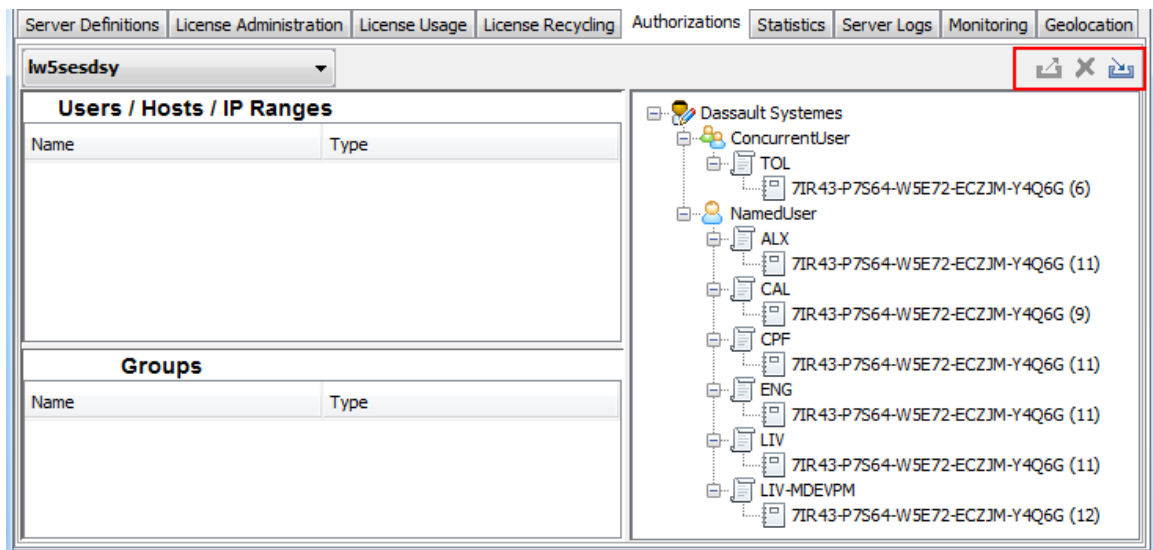 Server Definitions License Administration License Usage License Recycling Authorizations Statistics Server Logs Monitoring Geolocation
lw5sesdsy
Users / Hosts / IP Ranges
Name Type
Groups
Name Type
Dassault Systemes
ConcurrentUser
TOL
7IR43-P7S64-W5E72-ECZJM-Y4Q6G (6)
NamedUser
ALX
7IR43-P7S64-W5E72-ECZJM-Y4Q6G (11)
CAL
7IR43-P7S64-W5E72-ECZJM-Y4Q6G (9)
CPF
7IR43-P7S64-W5E72-ECZJM-Y4Q6G (11)
ENG
7IR43-P7S64-W5E72-ECZJM-Y4Q6G (11)
LIV
7IR43-P7S64-W5E72-ECZJM-Y4Q6G (11)
LIV-MDEVPM
7IR43-P7S64-W5E72-ECZJM-Y4Q6G (12)